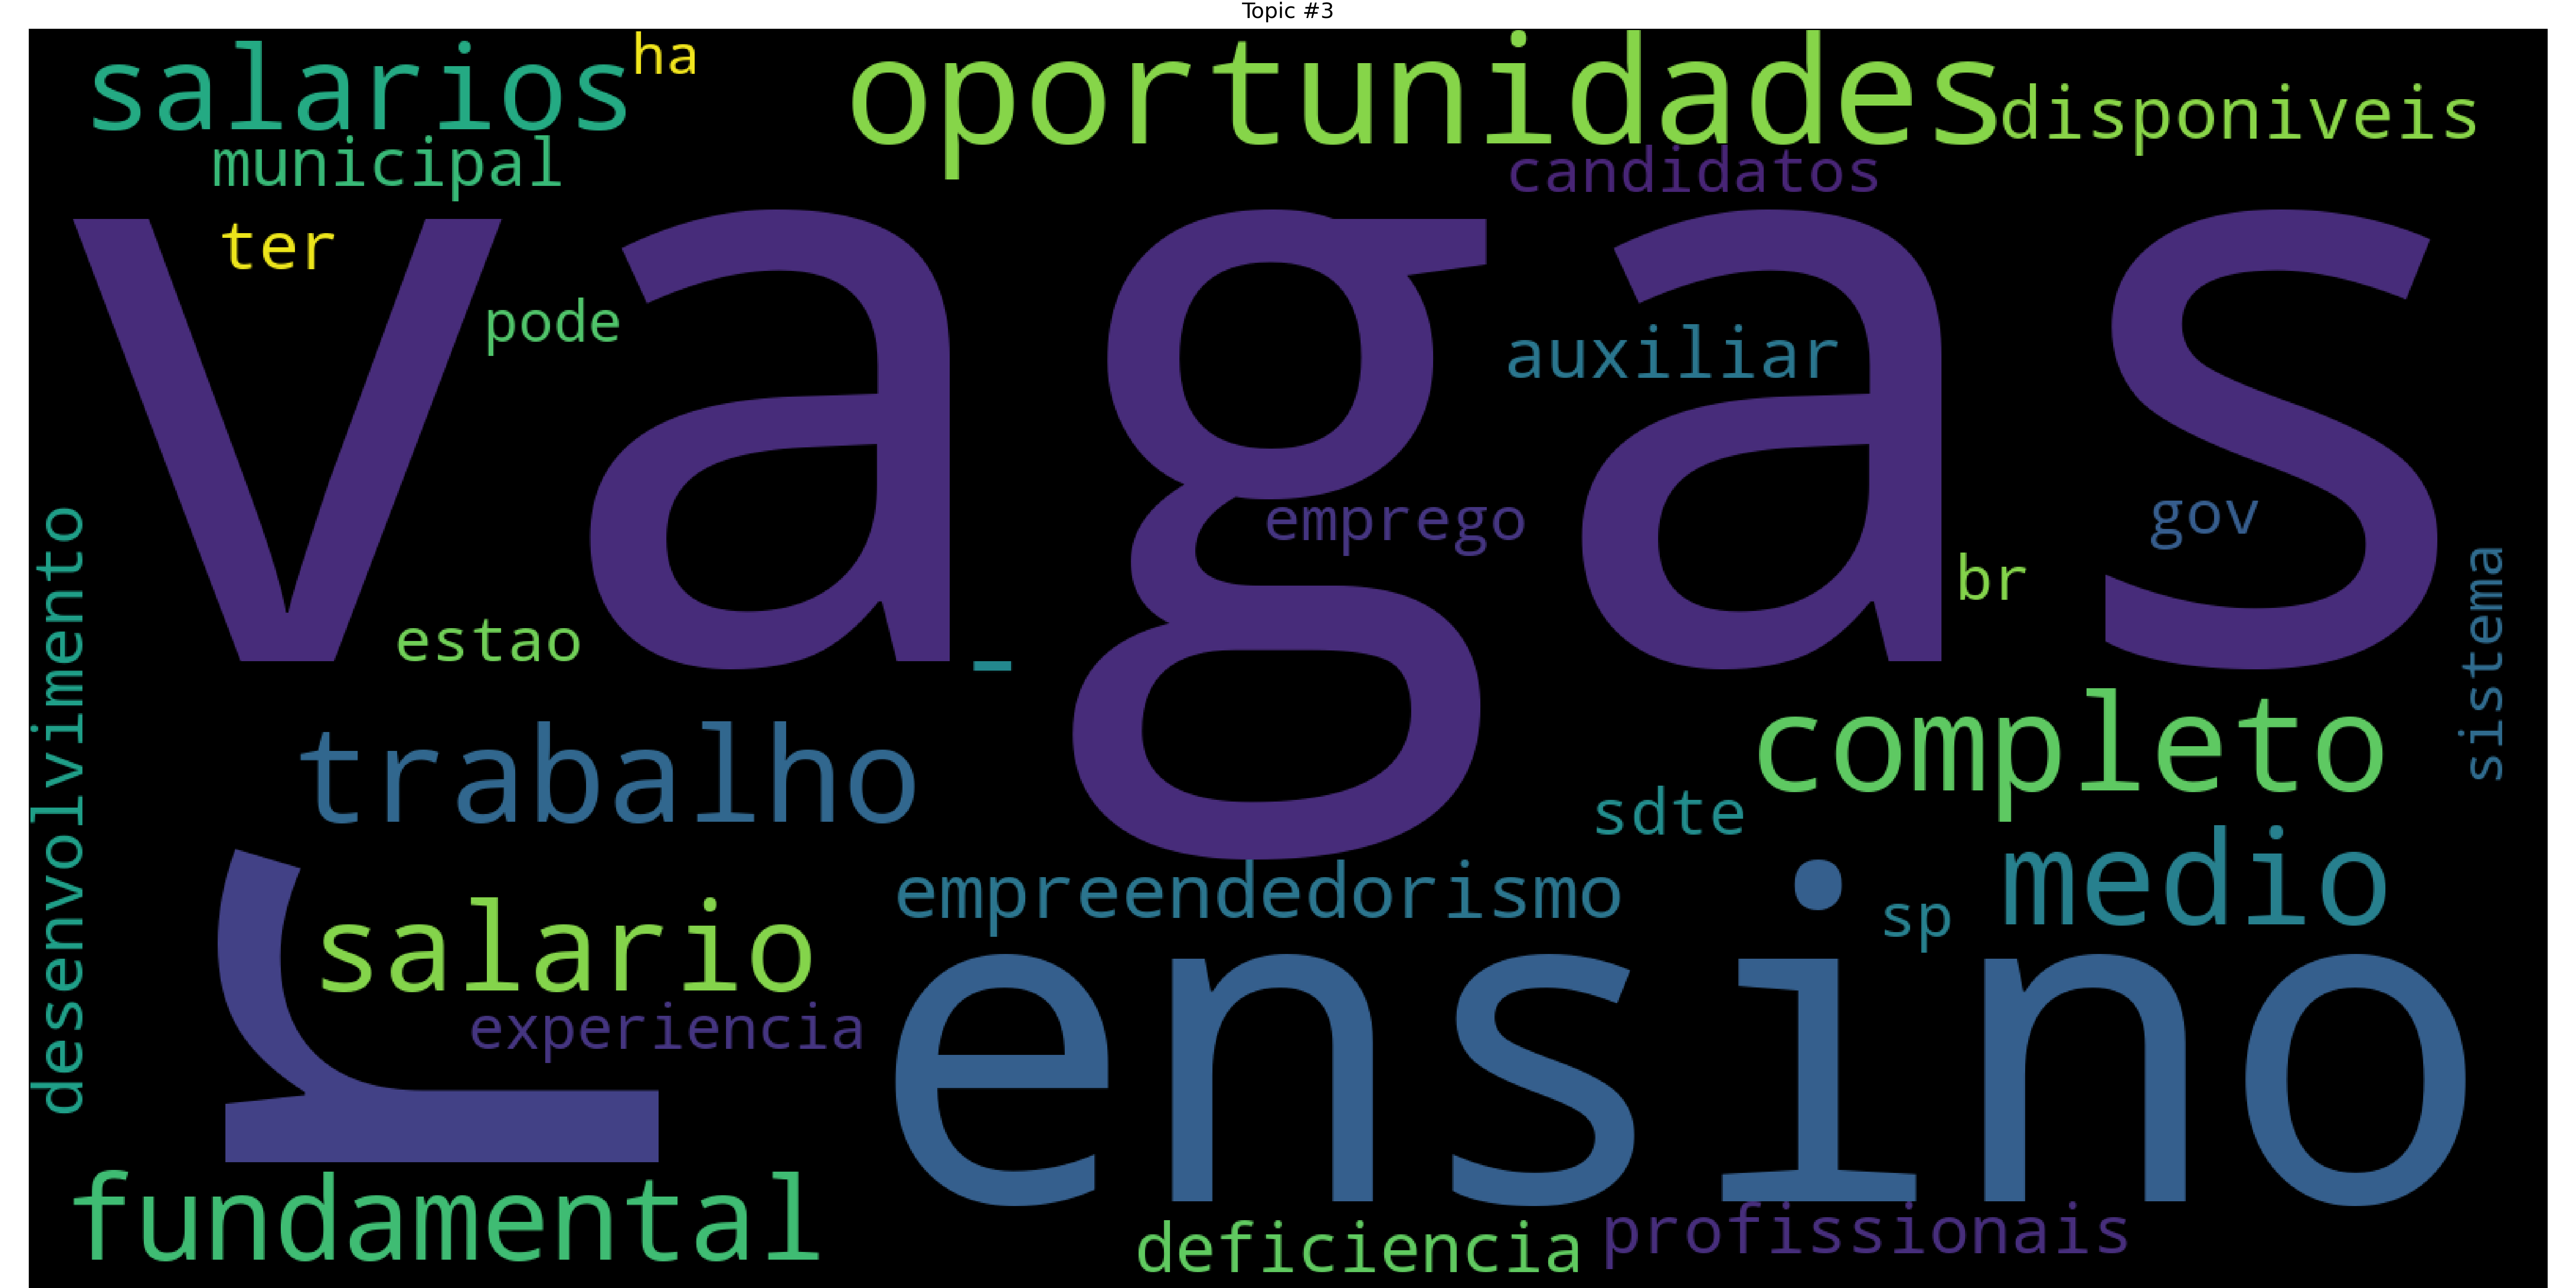 Topic #3
salarios
ha
oportunidades
disponiveis
municipal
candidatos
ter
vagas
pode
auxiliar
emprego
gov
br
estao
-
desenvolvimento
sistema
trabalho
completo
sdte
medio
empreendedorismo
sp
salario
r
experiencia
ensino
fundamental
deficiencia
profissionais